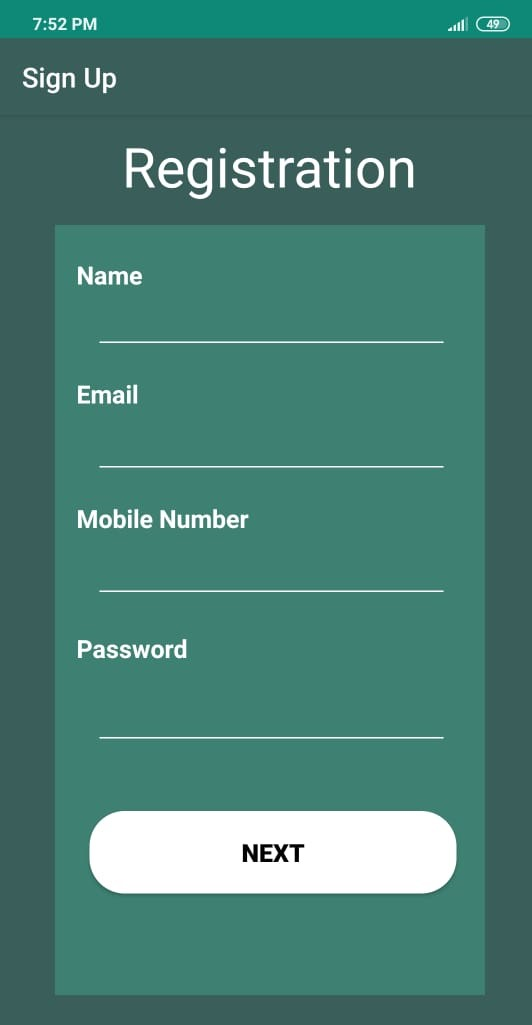 7:52 PM 49
Sign Up
Registration
Name
Email
Mobile Number
Password
NEXT